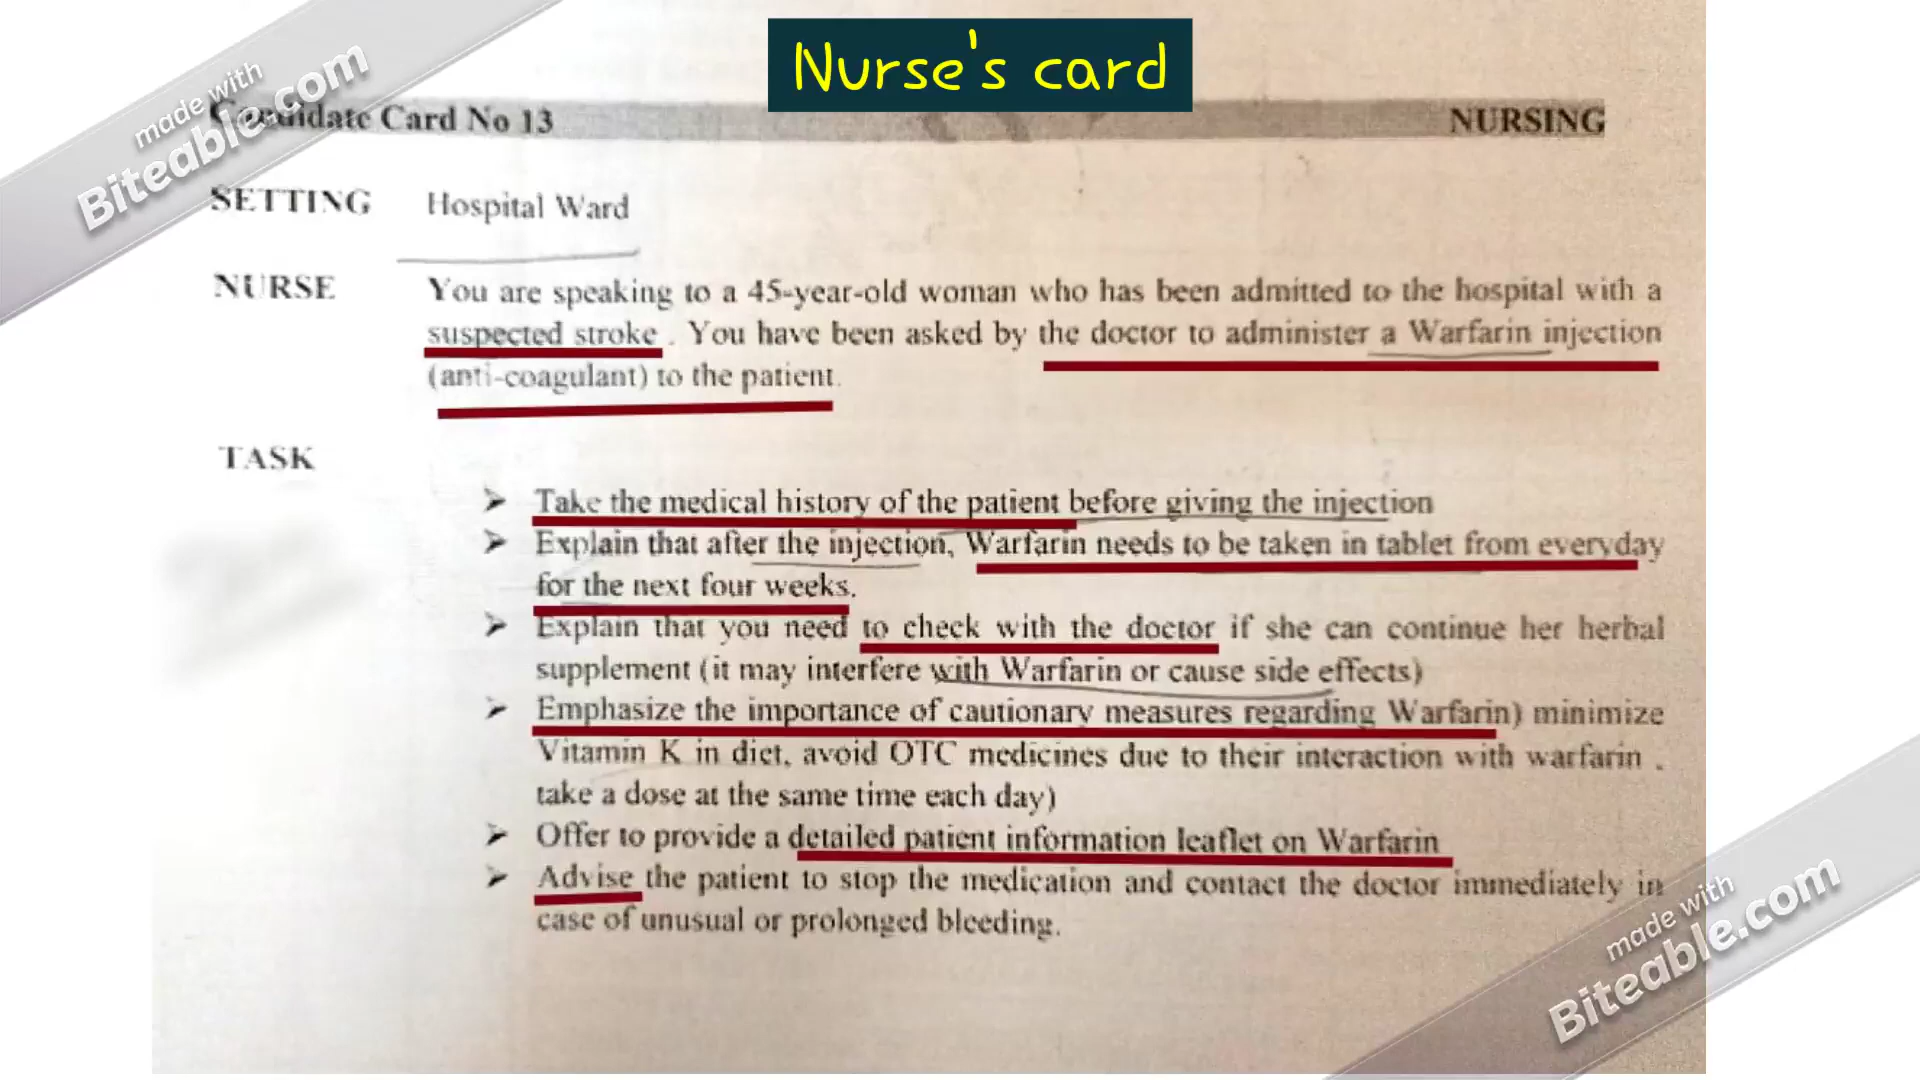 Nurse's card
made with
Biteable.com
Candidate Card No 13 NURSING
SETTING Hospital Ward
NURSE You are speaking to a 45-year-old woman who has been admitted to the hospital with a
suspected stroke . You have been asked by the doctor to administer a Warfarin injection
(anti-coagulant) to the patient.
TASK
➤ Take the medical history of the patient before giving the injection
➤ Explain that after the injection, Warfarin needs to be taken in tablet from everyday
for the next four weeks.
➤ Explain that you need to check with the doctor if she can continue her herbal
supplement (it may interfere with Warfarin or cause side effects)
➤ Emphasize the importance of cautionary measures regarding Warfarin) minimize
Vitamin K in diet, avoid OTC medicines due to their interaction with warfarin .
take a dose at the same time each day)
➤ Offer to provide a detailed patient information leaflet on Warfarin
➤ Advise the patient to stop the medication and contact the doctor immediately in
case of unusual or prolonged bleeding.
made with
Biteable.com